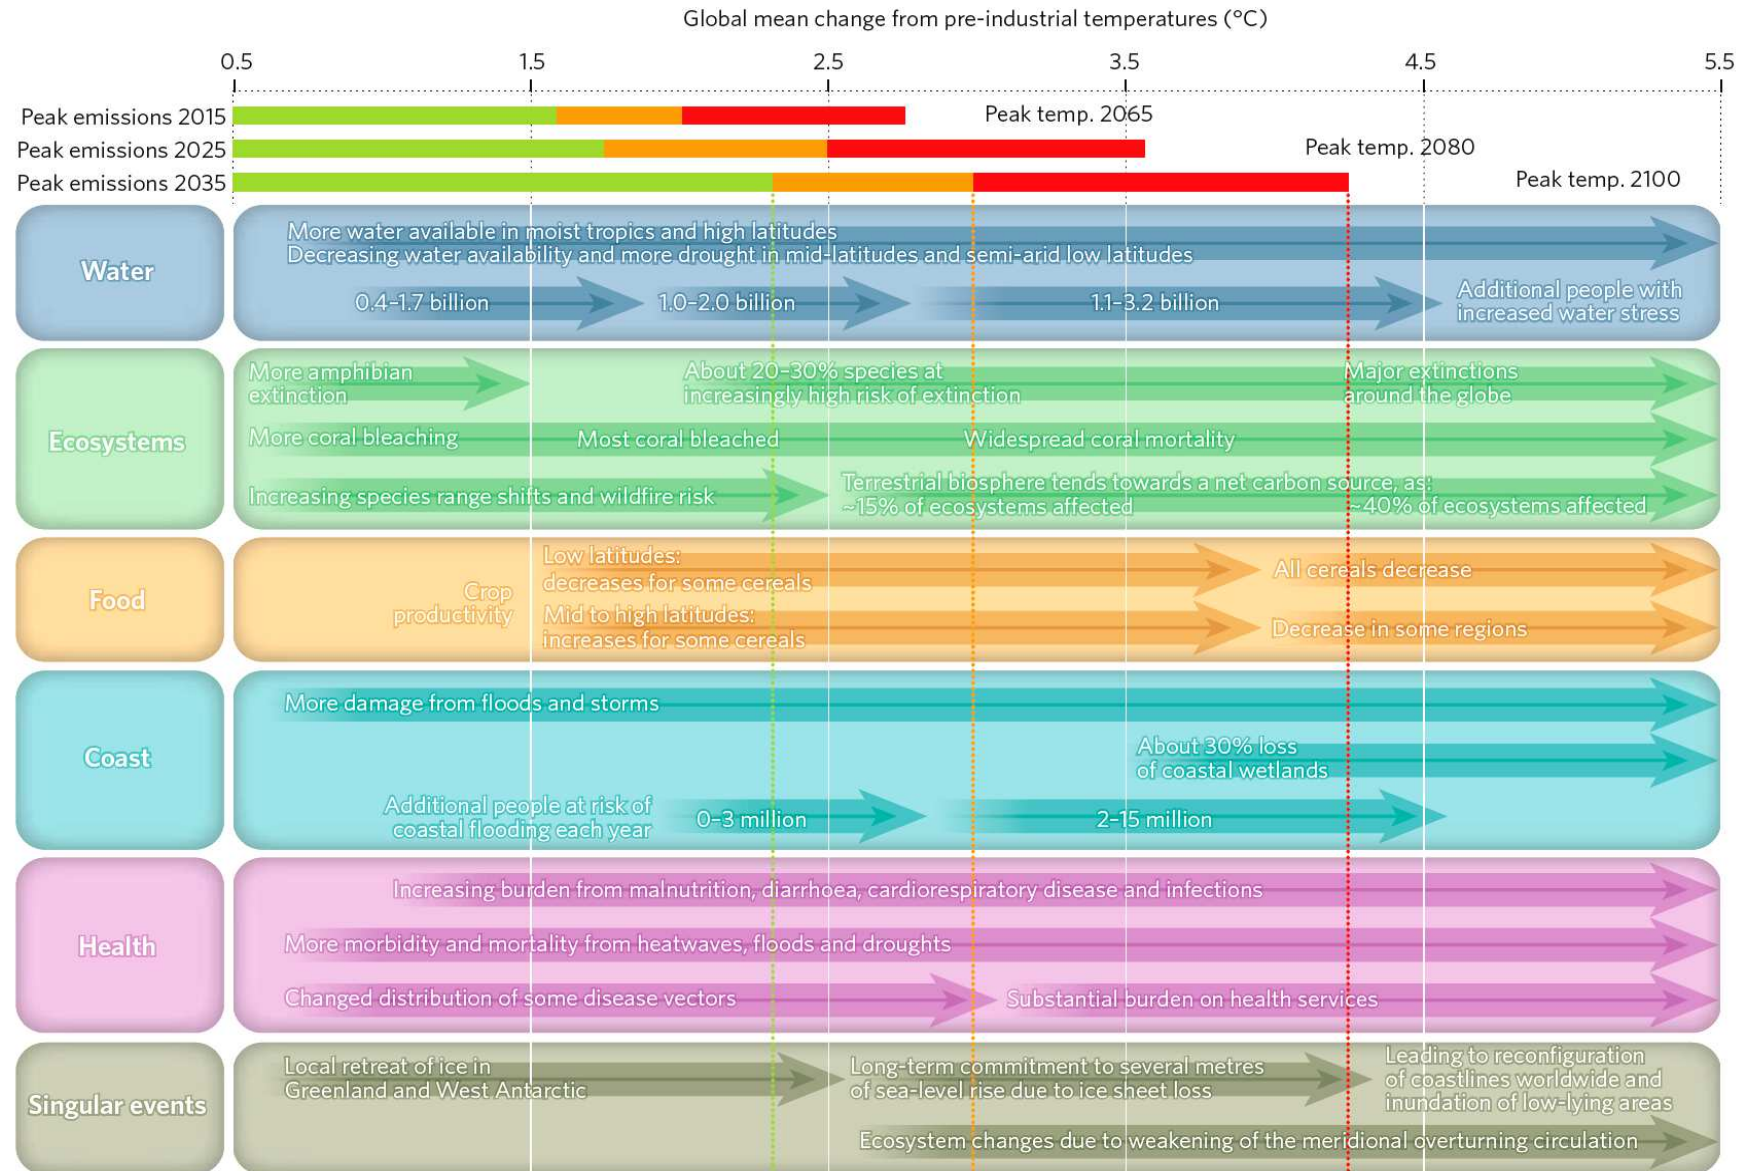 Global mean change from pre-industrial temperatures (°C)
0.5 1.5 2.5 3.5 4.5 5.5
Peak emissions 2015
Peak temp. 2065
Peak emissions 2025
Peak temp. 2080
Peak emissions 2035
Peak temp. 2100
Water
More water available in moist tropics and high latitudes
Decreasing water availability and more drought in mid-latitudes and semi-arid low latitudes
0.4–1.7 billion
1.0–2.0 billion
1.1–3.2 billion
Additional people with
increased water stress
Ecosystems
More amphibian
extinction
About 20–30% species at
increasingly high risk of extinction
Major extinctions
around the globe
More coral bleaching
Most coral bleached
Widespread coral mortality
Increasing species range shifts and wildfire risk
Terrestrial biosphere tends towards a net carbon source, as:
~15% of ecosystems affected
~40% of ecosystems affected
Food
Crop
productivity
Low latitudes:
decreases for some cereals
All cereals decrease
Mid to high latitudes:
increases for some cereals
Decrease in some regions
Coast
More damage from floods and storms
About 30% loss
of coastal wetlands
Additional people at risk of
coastal flooding each year
0–3 million
2–15 million
Health
Increasing burden from malnutrition, diarrhoea, cardiorespiratory disease and infections
More morbidity and mortality from heatwaves, floods and droughts
Changed distribution of some disease vectors
Substantial burden on health services
Singular events
Local retreat of ice in
Greenland and West Antarctic
Long-term commitment to several metres
of sea-level rise due to ice sheet loss
Leading to reconfiguration
of coastlines worldwide and
inundation of low-lying areas
Ecosystem changes due to weakening of the meridional overturning circulation